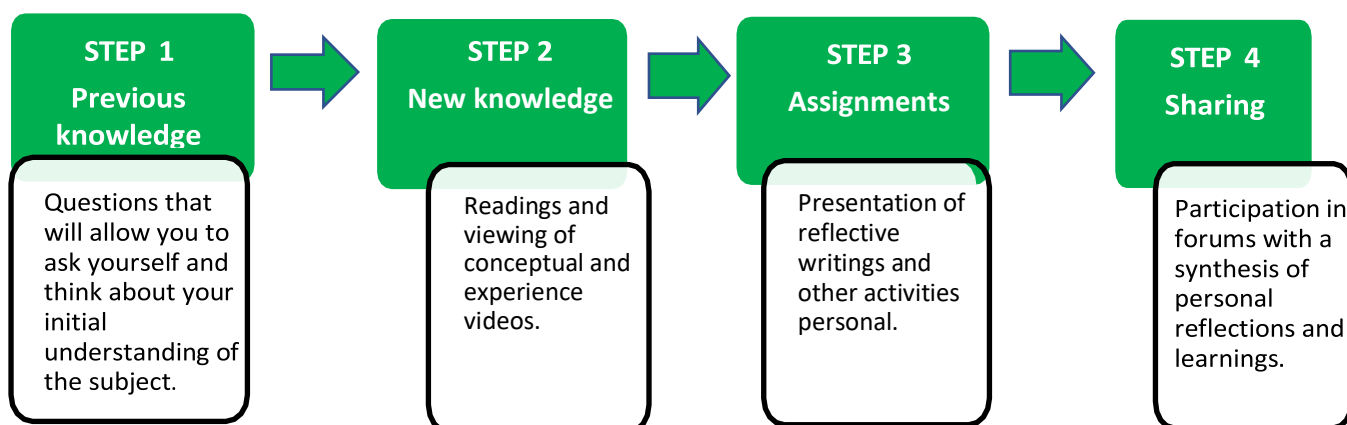 STEP 1
Previous
knowledge
Questions that
will allow you to
ask yourself and
think about your
initial
understanding of
the subject.
STEP 2
New knowledge
Readings and
viewing of
conceptual and
experience
videos.
STEP 3
Assignments
Presentation of
reflective
writings and
other activities
personal.
STEP 4
Sharing
Participation in
forums with a
synthesis of
personal
reflections and
learnings.